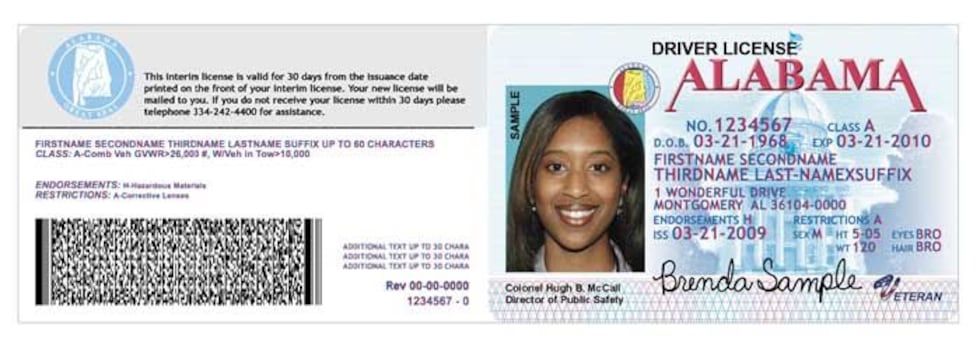 ALABAMA
This interim license is valid for 30 days from the issuance date
printed on the front of your interim license. Your new license will be
mailed to you. If you do not receive your license within 30 days please
telephone 334-242-4400 for assistance.
FIRSTNAME SECONDNAME THIRDNAME LASTNAME SUFFIX UP TO 60 CHARACTERS
CLASS: A-Comb Veh GVWR>26,003 #, W/Veh in Tow>10,000
ENDORSEMENTS: H-Hazardous Materials
RESTRICTIONS: A-Corrective Lenses
ADDITIONAL TEXT UP TO 30 CHARA
ADDITIONAL TEXT UP TO 30 CHARA
ADDITIONAL TEXT UP TO 30 CHARA
Rev 00-00-0000
1234567 - 0
DRIVER LICENSE
ALABAMA
SAMPLE
NO. 1234567 CLASS A
D.O.B. 03-21-1968 EXP 03-21-2010
FIRSTNAME SECONDNAME
THIRDNAME LAST-NAMEXSUFFIX
1 WONDERFUL DRIVE
MONTGOMERY AL 36104-0000
ENDORSEMENTS H RESTRICTIONS A
ISS 03-21-2009 SEX M HT 5-05 EYES BRO
WT 120 HAIR BRO
Brenda Sample
VETERAN
Colonel Hugh B. McCall
Director of Public Safety